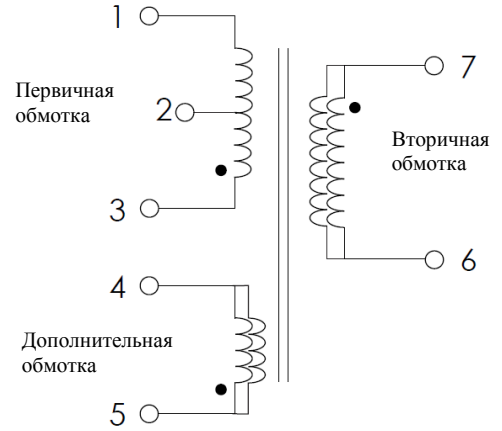 1
Первичная
обмотка
2
3
7
Вторичная
обмотка
6
4
Дополнительная
обмотка
5